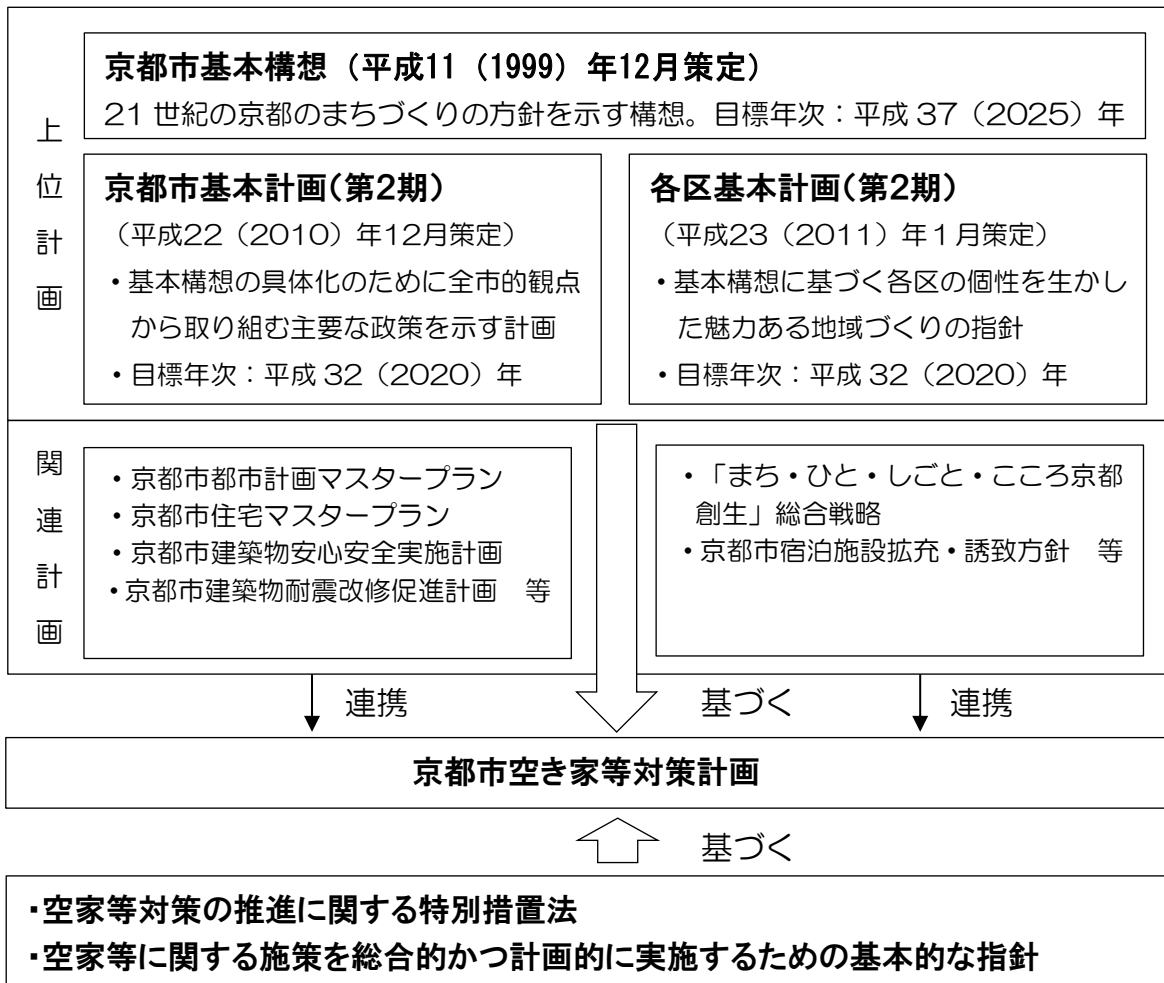 上位計画
京都市基本構想（平成11（1999）年12月策定）
21 世紀の京都のまちづくりの方針を示す構想。目標年次：平成 37（2025）年
京都市基本計画（第2期）
（平成22（2010）年12月策定）
・基本構想の具体化のために全市的観点
から取り組む主要な政策を示す計画
・目標年次：平成 32（2020）年
各区基本計画（第2期）
（平成23（2011）年１月策定）
・基本構想に基づく各区の個性を生かし
た魅力ある地域づくりの指針
・目標年次：平成 32（2020）年
関連計画
・京都市都市計画マスタープラン
・京都市住宅マスタープラン
・京都市建築物安心安全実施計画
・京都市建築物耐震改修促進計画　等
・「まち・ひと・しごと・こころ京都
創生」総合戦略
・京都市宿泊施設拡充・誘致方針　等
連携
基づく
連携
京都市空き家等対策計画
基づく
・空家等対策の推進に関する特別措置法
・空家等に関する施策を総合的かつ計画的に実施するための基本的な指針